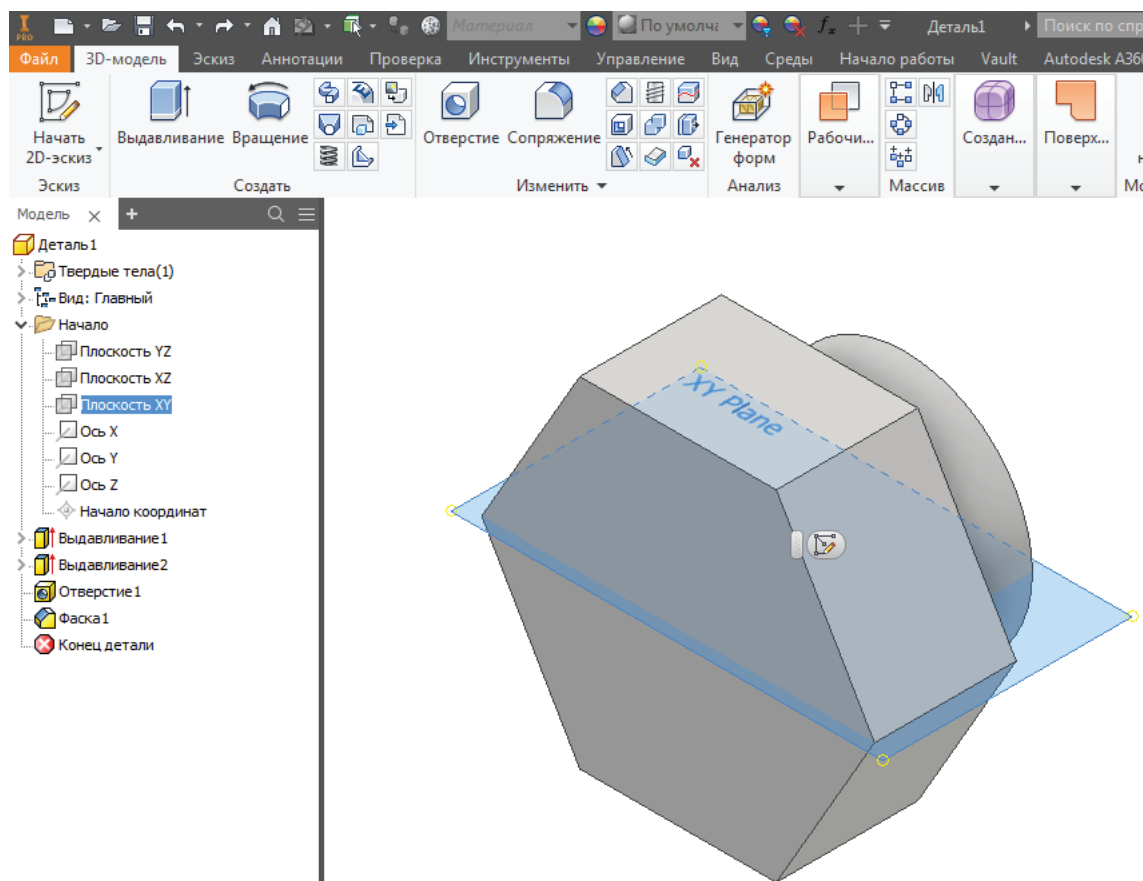 PRO
Материал
По умолча
fx
Деталь1
Поиск по спр
Файл 3D-модель Эскиз Аннотации Проверка Инструменты Управление Вид Среды Начало работы Vault Autodesk A36
Начать 2D-эскиз
Выдавливание
Вращение
Отверстие
Сопряжение
Генератор форм
Рабочи...
Создан...
Поверх...
Эскиз
Создать
Изменить
Анализ
Массив
Модель
Деталь1
Твердые тела(1)
Вид: Главный
Начало
Плоскость YZ
Плоскость XZ
Плоскость XY
Ось X
Ось Y
Ось Z
Начало координат
Выдавливание1
Выдавливание2
Отверстие1
Фаска1
Конец детали
XY Plane